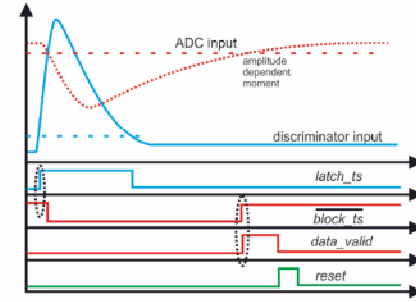 ADC input
amplitude
dependent
moment
discriminator input
latch_ts
block_ts
data_valid
reset